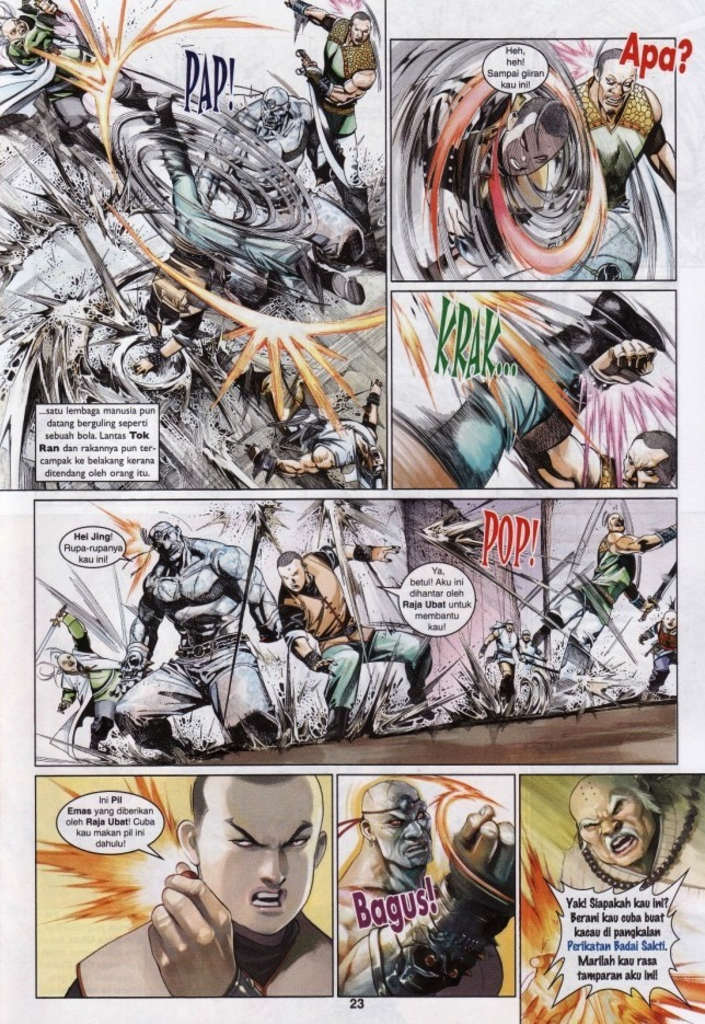 PAP!
...satu lembaga manusia pun
datang berguling seperti
sebuah bola. Lantas Tok
Ran dan rakannya pun ter-
campak ke belakang kerana
ditendang oleh orang itu.
Heh,
heh!
Sampai giliran
kau ini!
Apa?
KRAK...
Hei Jing!
Rupa-rupanya
kau ini!
Ya,
betul! Aku ini
dihantar oleh
Raja Ubat untuk
membantu
kau!
POP!
Ini Pil
Emas yang diberikan
oleh Raja Ubat! Cuba
kau makan pil ini
dahulu!
Bagus!
Yak! Siapakah kau ini?
Berani kau cuba buat
kacau di pangkalan
Perikatan Badai Sakti.
Marilah kau rasa
tamparan aku ini!
23